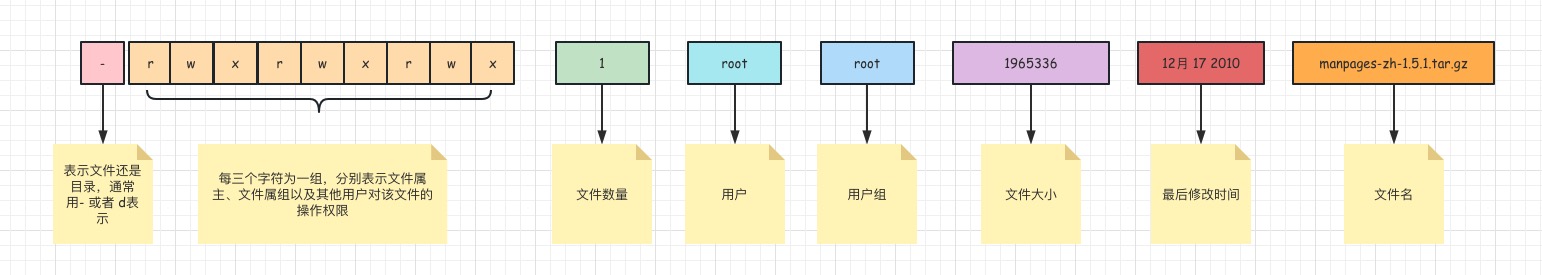 - r w x r w x r w x 1 root root 1965336 12月 17 2010 manpages-zh-1.5.1.tar.gz
表示文件还是
目录，通常
用- 或者 d表
示
每三个字符为一组，分别表示文件属
主、文件属组以及其他用户对该文件的
操作权限
文件数量
用户
用户组
文件大小
最后修改时间
文件名